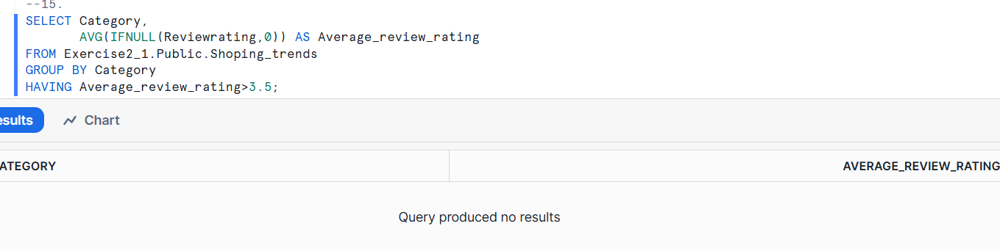 --15.
SELECT Category,
AVG(IFNULL(Reviewrating,0)) AS Average_review_rating
FROM Exercise2_1.Public.Shoping_trends
GROUP BY Category
HAVING Average_review_rating>3.5;
esults Chart
ATEGORY AVERAGE_REVIEW_RATING
Query produced no results